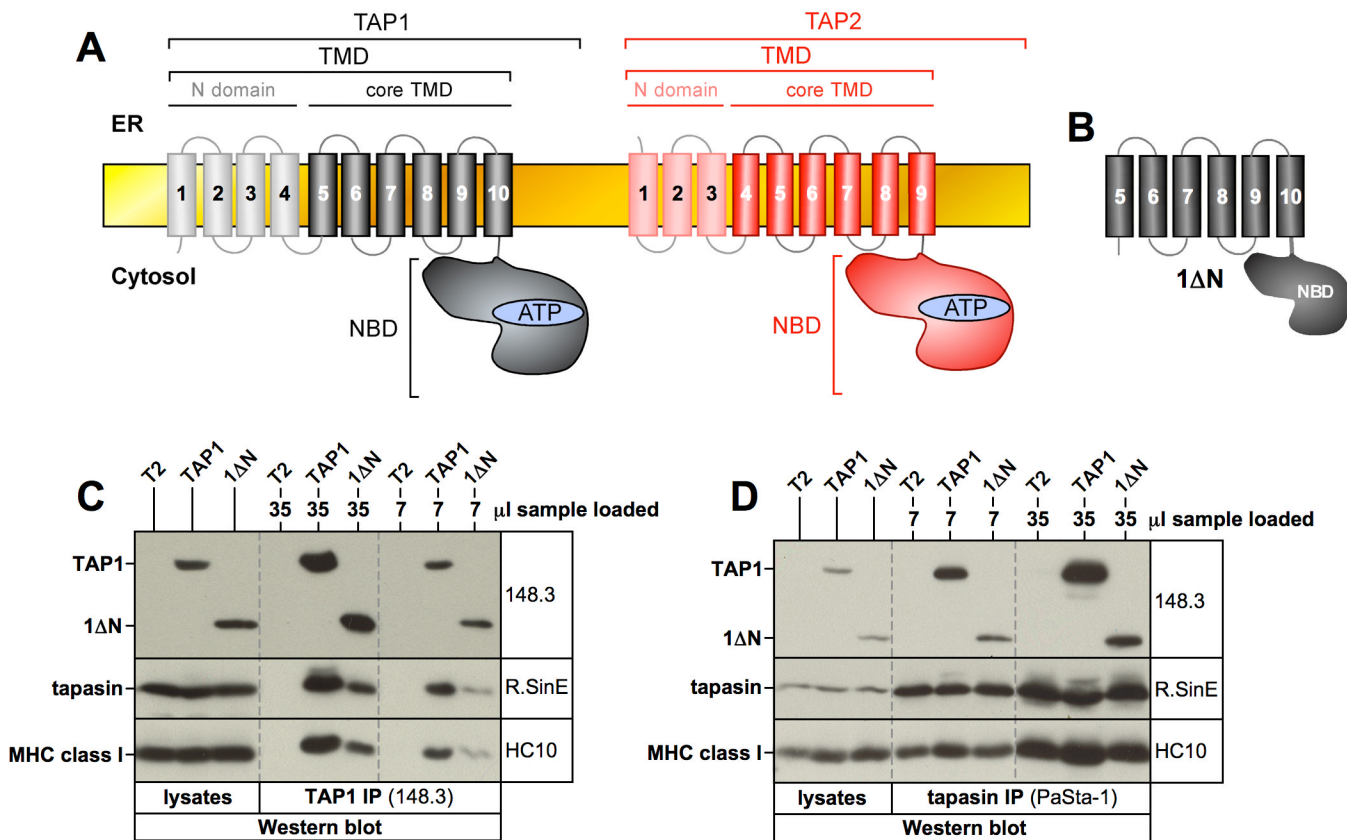 A
TAP1
TAP2
TMD
TMD
N domain
core TMD
N domain
core TMD
ER
B
1 2 3 4 5 6 7 8 9 10
1 2 3 4 5 6 7 8 9
5 6 7 8 9 10
Cytosol
1ΔN
NBD
NBD
ATP
NBD
ATP
C
T2 TAP1 1ΔN T2 TAP1 1ΔN T2 TAP1 1ΔN
35 35 35 7 7 7 µl sample loaded
TAP1
148.3
1ΔN
tapasin
R.SinE
MHC class I
HC10
lysates
TAP1 IP (148.3)
Western blot
D
T2 TAP1 1ΔN T2 TAP1 1ΔN T2 TAP1 1ΔN
7 7 7 35 35 35 µl sample loaded
TAP1
148.3
1ΔN
tapasin
R.SinE
MHC class I
HC10
lysates
tapasin IP (PaSta-1)
Western blot